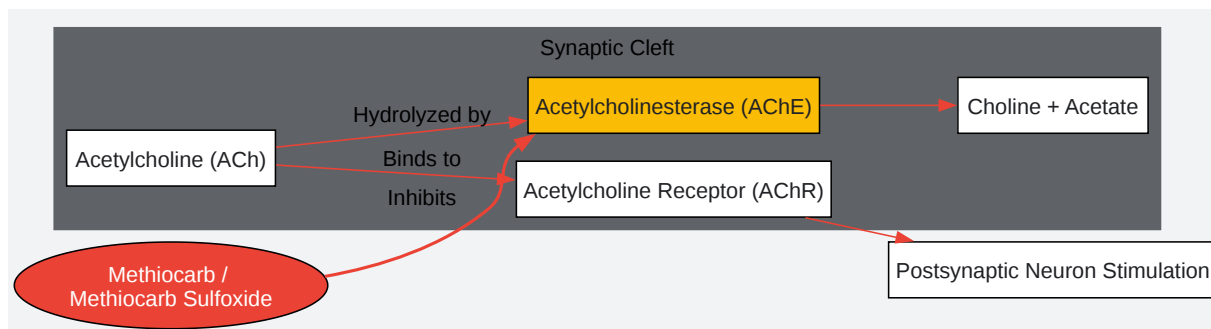 Synaptic Cleft
Acetylcholinesterase (AChE)
Choline + Acetate
Hydrolyzed by
Acetylcholine (ACh)
Binds to
Acetylcholine Receptor (AChR)
Inhibits
Methiocarb /
Methiocarb Sulfoxide
Postsynaptic Neuron Stimulation